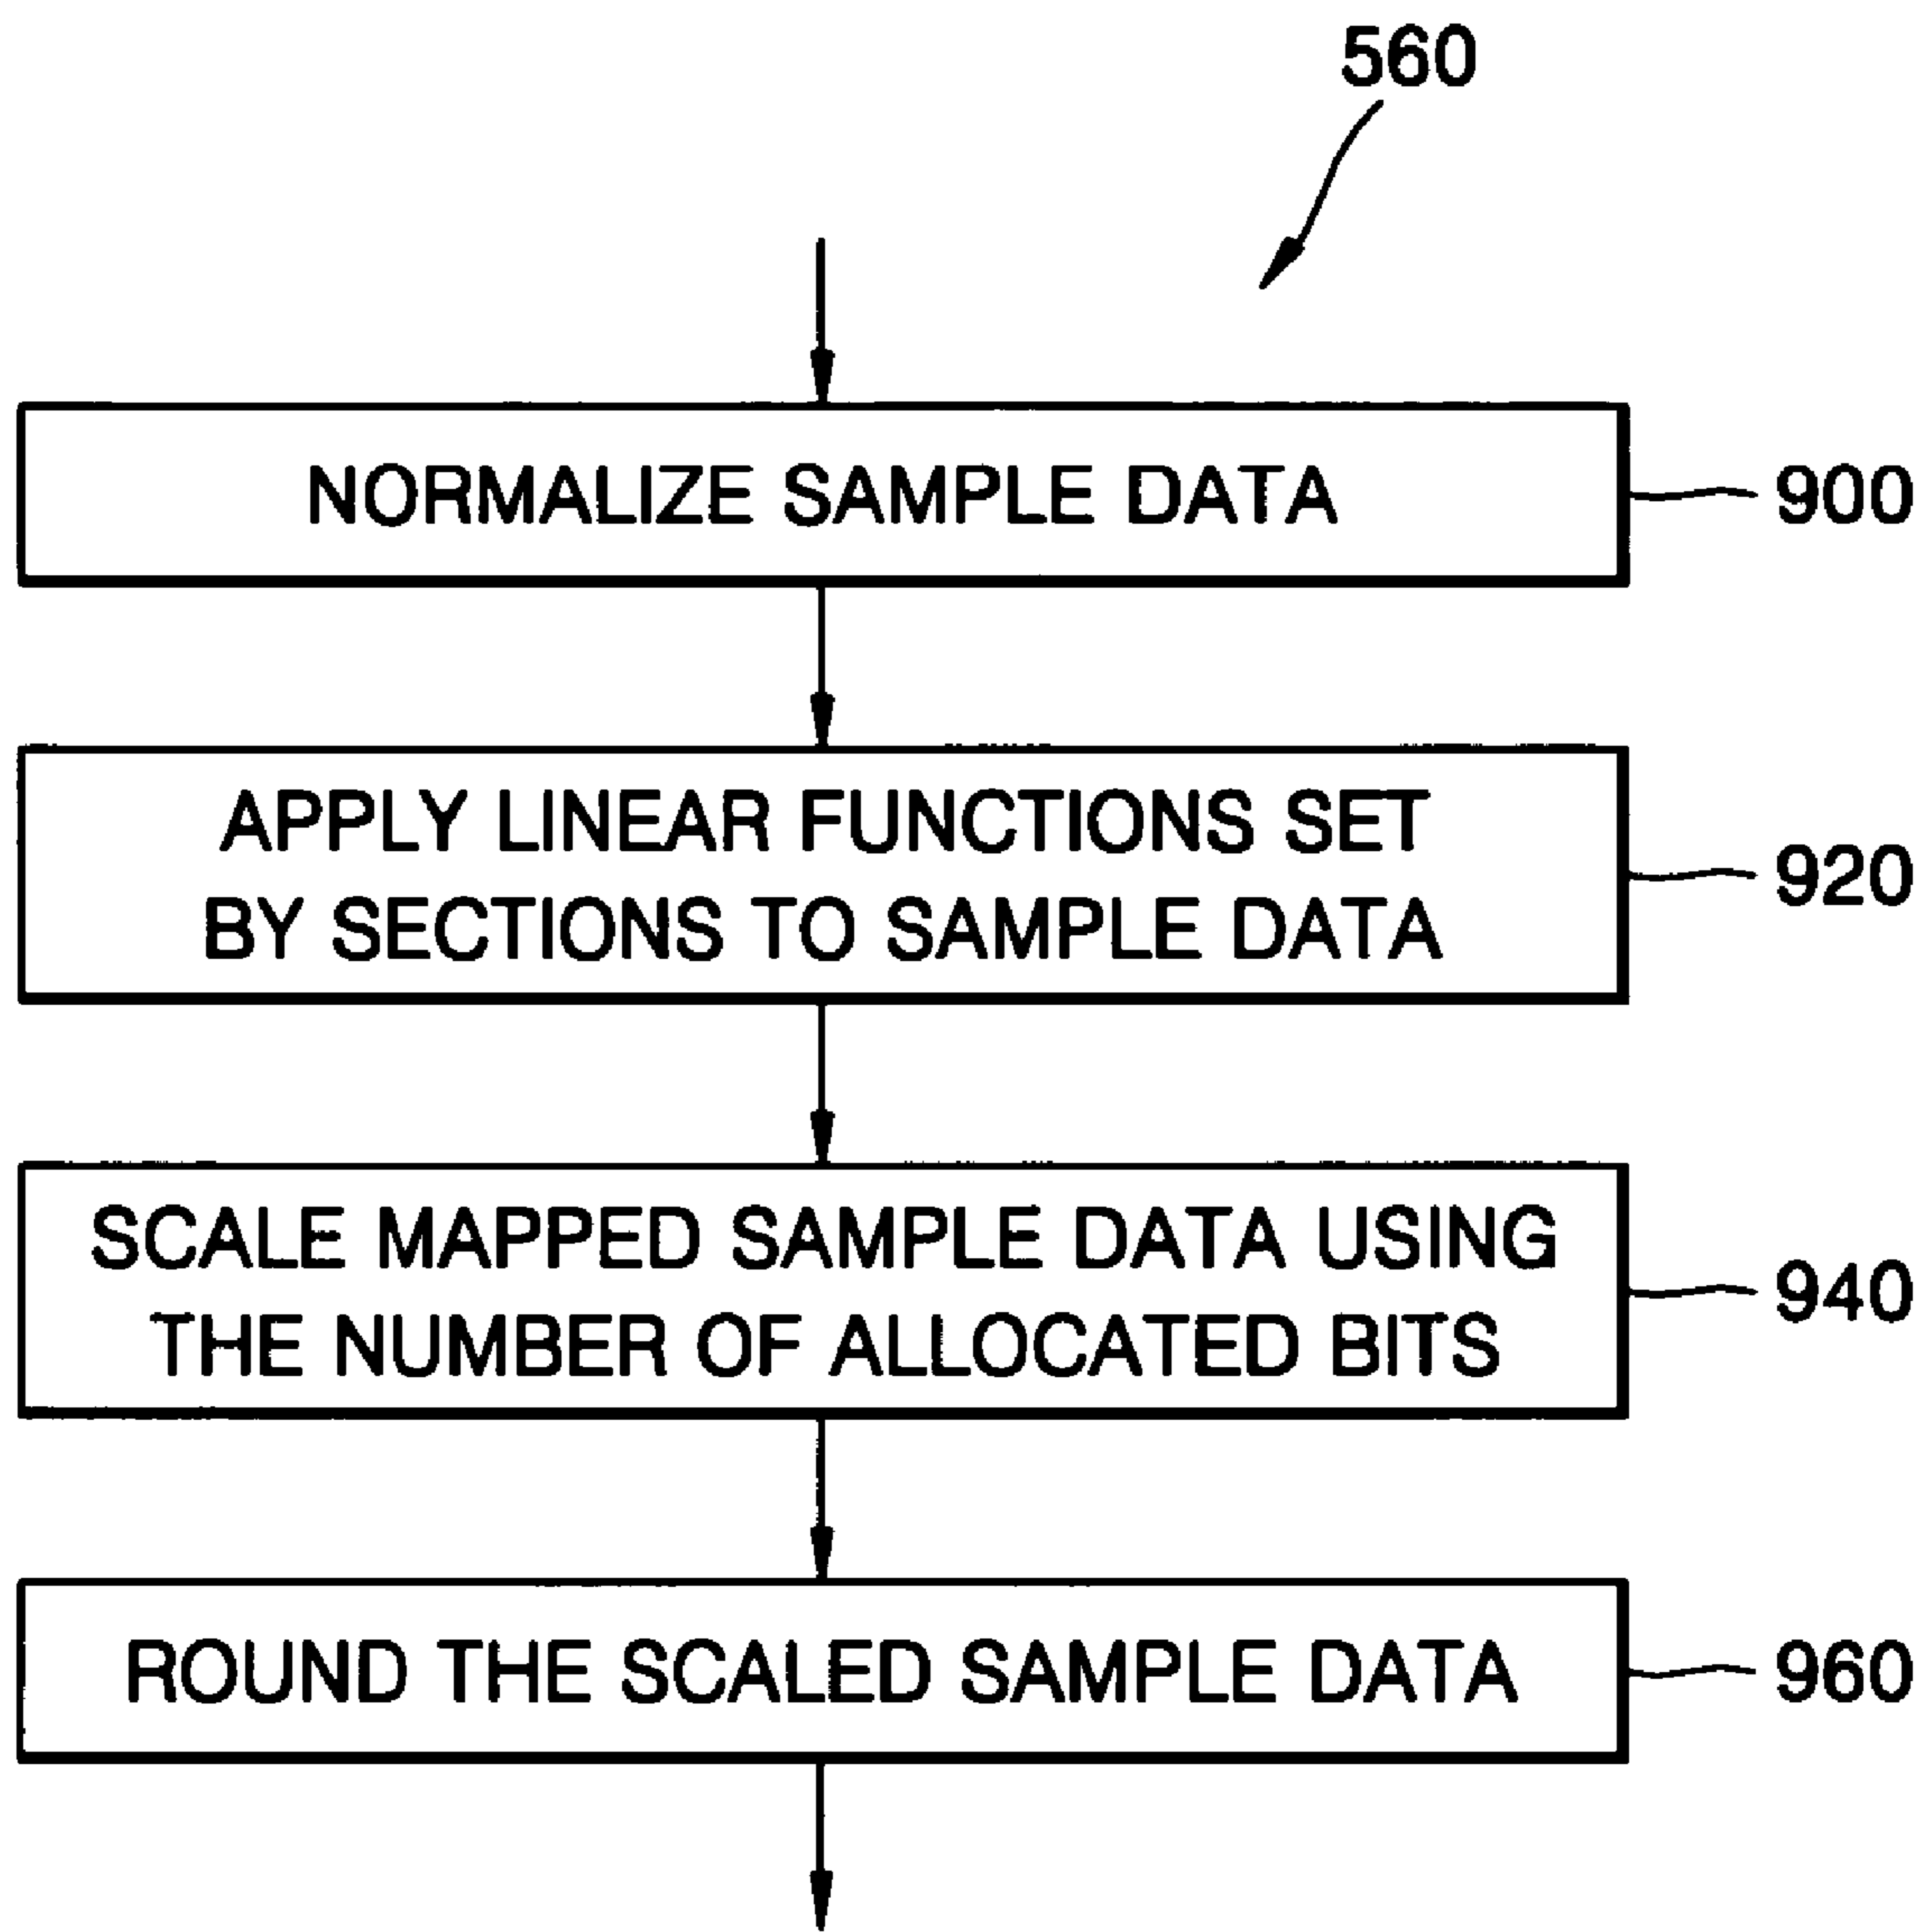 560
NORMALIZE SAMPLE DATA
900
APPLY LINEAR FUNCTIONS SET
BY SECTIONS TO SAMPLE DATA
920
SCALE MAPPED SAMPLE DATA USING
THE NUMBER OF ALLOCATED BITS
940
ROUND THE SCALED SAMPLE DATA
960